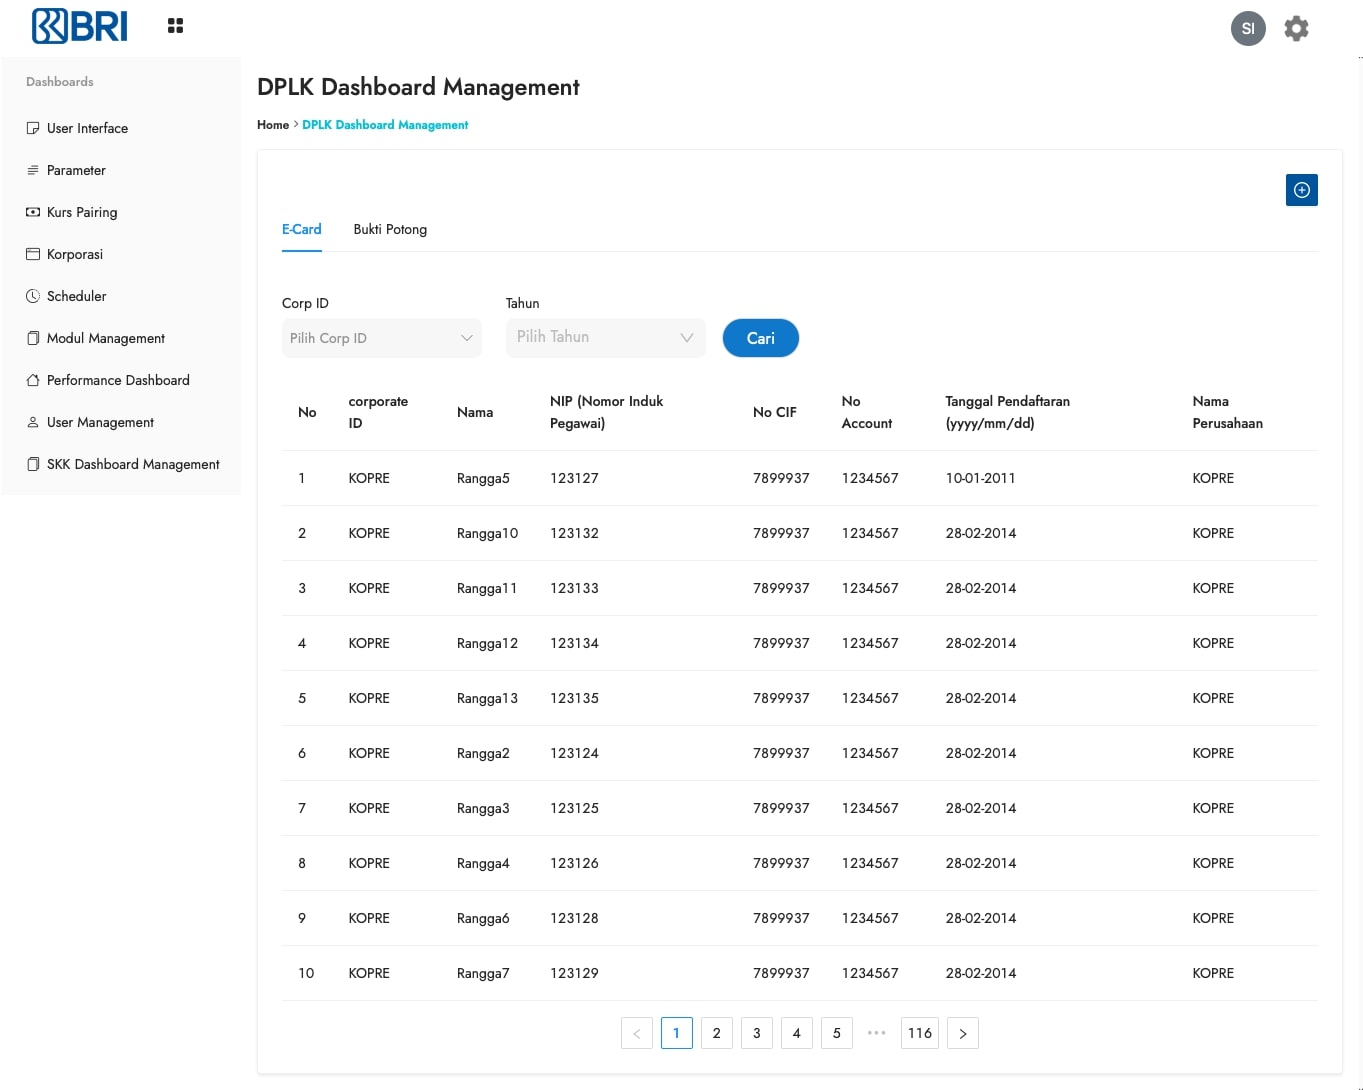 BRI
SI
Dashboards
User Interface
Parameter
Kurs Pairing
Korporasi
Scheduler
Modul Management
Performance Dashboard
User Management
SKK Dashboard Management
DPLK Dashboard Management
Home > DPLK Dashboard Management
E-Card Bukti Potong
Corp ID Tahun
Pilih Corp ID Pilih Tahun Cari
No corporate ID Nama NIP (Nomor Induk Pegawai) No CIF No Account Tanggal Pendaftaran (yyyy/mm/dd) Nama Perusahaan
1 KOPRE Rangga5 123127 7899937 1234567 10-01-2011 KOPRE
2 KOPRE Rangga10 123132 7899937 1234567 28-02-2014 KOPRE
3 KOPRE Rangga11 123133 7899937 1234567 28-02-2014 KOPRE
4 KOPRE Rangga12 123134 7899937 1234567 28-02-2014 KOPRE
5 KOPRE Rangga13 123135 7899937 1234567 28-02-2014 KOPRE
6 KOPRE Rangga2 123124 7899937 1234567 28-02-2014 KOPRE
7 KOPRE Rangga3 123125 7899937 1234567 28-02-2014 KOPRE
8 KOPRE Rangga4 123126 7899937 1234567 28-02-2014 KOPRE
9 KOPRE Rangga6 123128 7899937 1234567 28-02-2014 KOPRE
10 KOPRE Rangga7 123129 7899937 1234567 28-02-2014 KOPRE
< 1 2 3 4 5 ••• 116 >